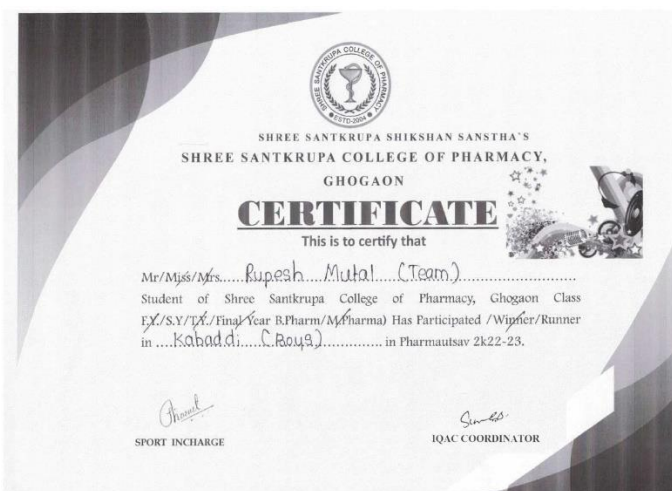 SHREE SANTKRUPA COLLEGE OF PHARMACY
ESTD-2004
SHREE SANTKRUPA SHIKSHAN SANSTHA`S
SHREE SANTKRUPA COLLEGE OF PHARMACY,
GHOGAON
CERTIFICATE
This is to certify that
Mr/Miss/Mrs..... Rupesh Mutal (Team)
Student of Shree Santkrupa College of Pharmacy, Ghogaon Class
F.Y./S.Y/T.Y./Final Year B.Pharm/M.Pharma) Has Participated /Winner/Runner
in .... Kabaddi ..... (Boys) .............. in Pharmautsav 2k22-23.
SPORT INCHARGE
IQAC COORDINATOR